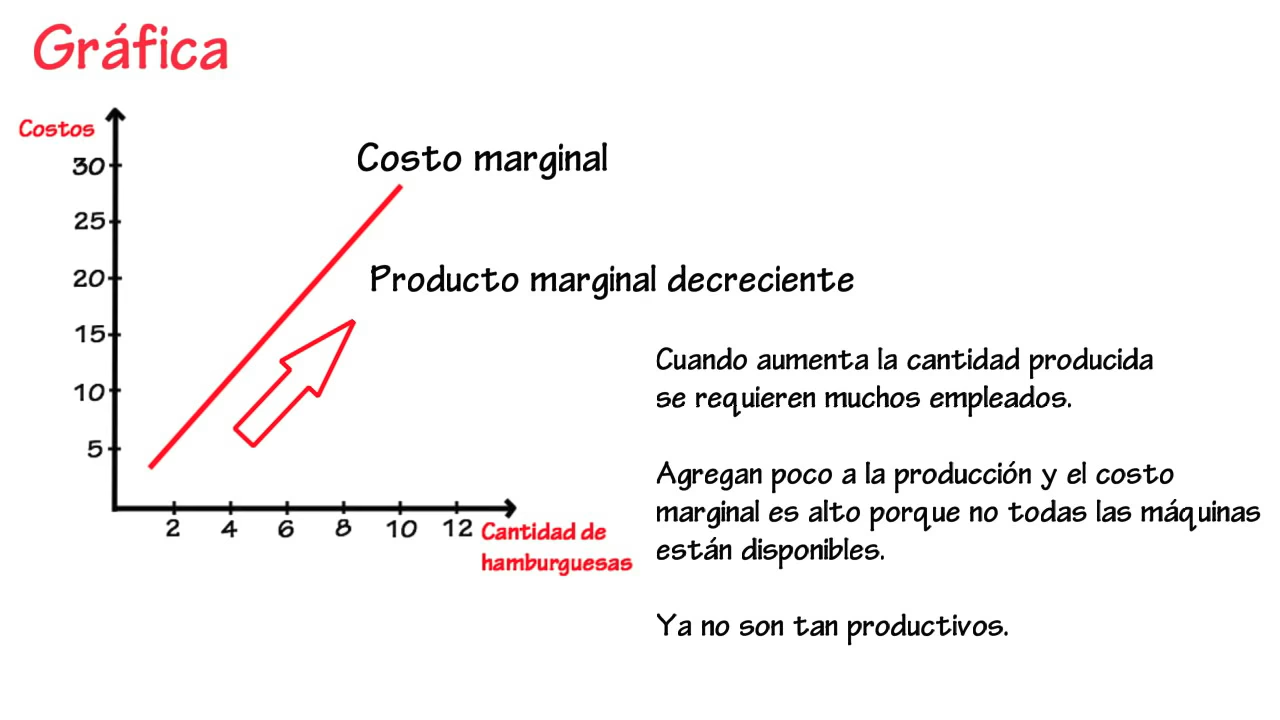 Gráfica
Costos
30
25
20
15
10
5
2 4 6 8 10 12
Cantidad de
hamburguesas
Costo marginal
Producto marginal decreciente
Cuando aumenta la cantidad producida
se requieren muchos empleados.
Agregan poco a la producción y el costo
marginal es alto porque no todas las máquinas
están disponibles.
Ya no son tan productivos.